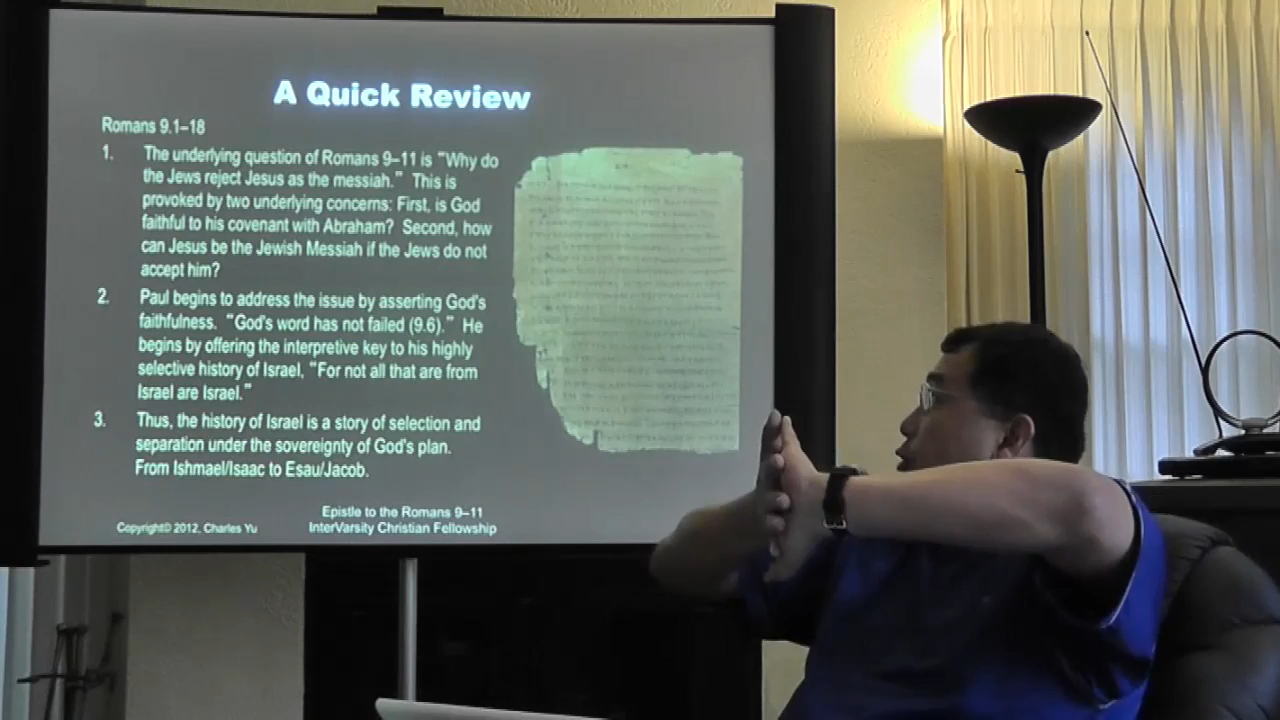 A Quick Review
Romans 9.1–18
1. The underlying question of Romans 9–11 is "Why do
the Jews reject Jesus as the messiah." This is
provoked by two underlying concerns: First, is God
faithful to his covenant with Abraham? Second, how
can Jesus be the Jewish Messiah if the Jews do not
accept him?
2. Paul begins to address the issue by asserting God's
faithfulness. "God's word has not failed (9.6)." He
begins by offering the interpretive key to his highly
selective history of Israel, "For not all that are from
Israel are Israel."
3. Thus, the history of Israel is a story of selection and
separation under the sovereignty of God's plan.
From Ishmael/Isaac to Esau/Jacob.
Epistle to the Romans 9–11
Copyright© 2012, Charles Yu InterVarsity Christian Fellowship